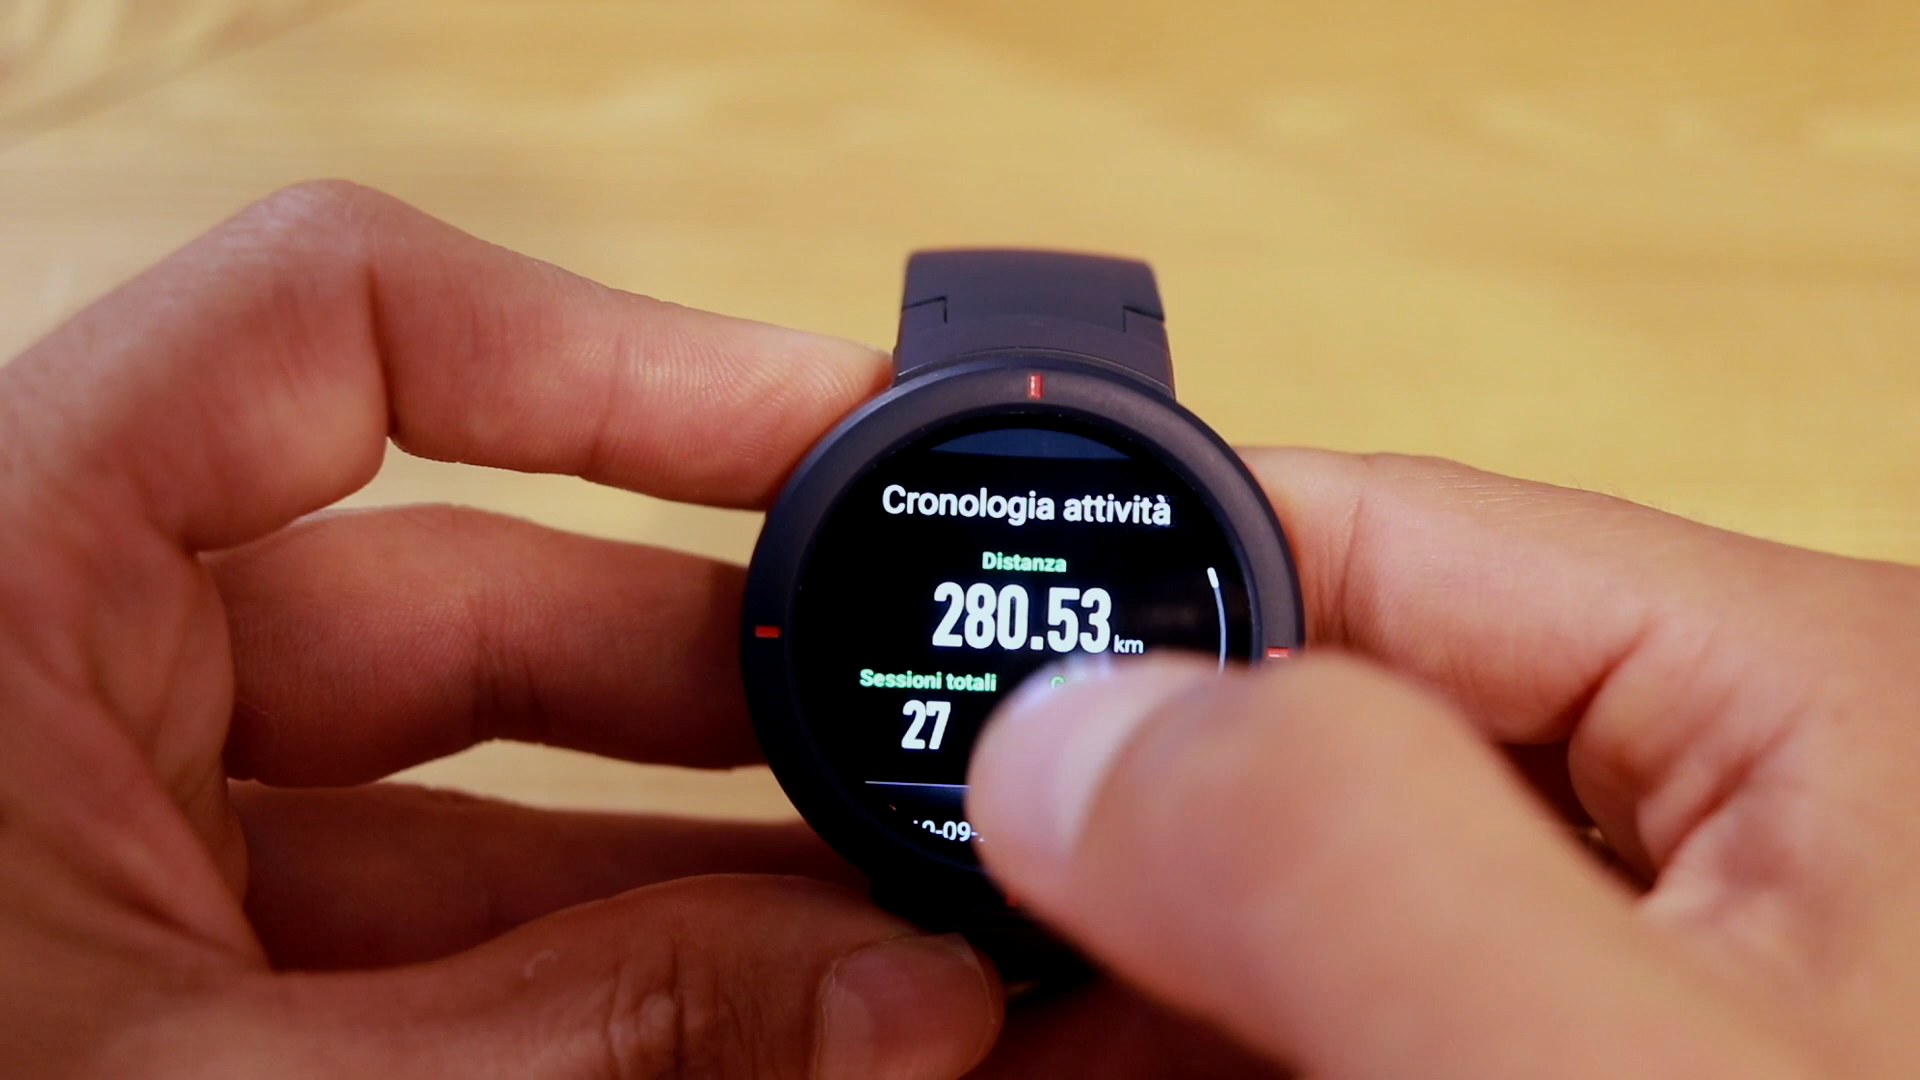 Cronologia attività
Distanza
280.53 km
Sessioni totali
27